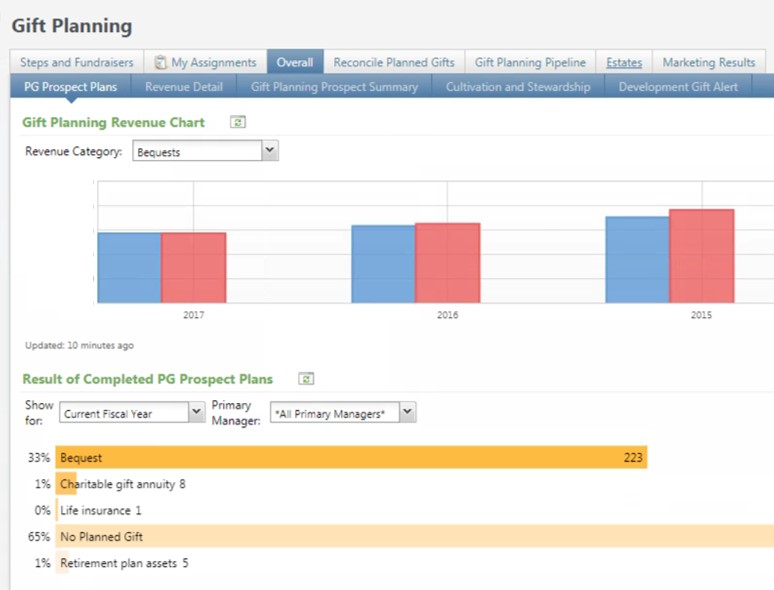 Gift Planning
Steps and Fundraisers My Assignments Overall Reconcile Planned Gifts Gift Planning Pipeline Estates Marketing Results
PG Prospect Plans Revenue Detail Gift Planning Prospect Summary Cultivation and Stewardship Development Gift Alert
Gift Planning Revenue Chart
Revenue Category: Bequests
2017 2016 2015
Updated: 10 minutes ago
Result of Completed PG Prospect Plans
Show for: Current Fiscal Year Primary Manager: *All Primary Managers*
33% Bequest 223
1% Charitable gift annuity 8
0% Life insurance 1
65% No Planned Gift
1% Retirement plan assets 5